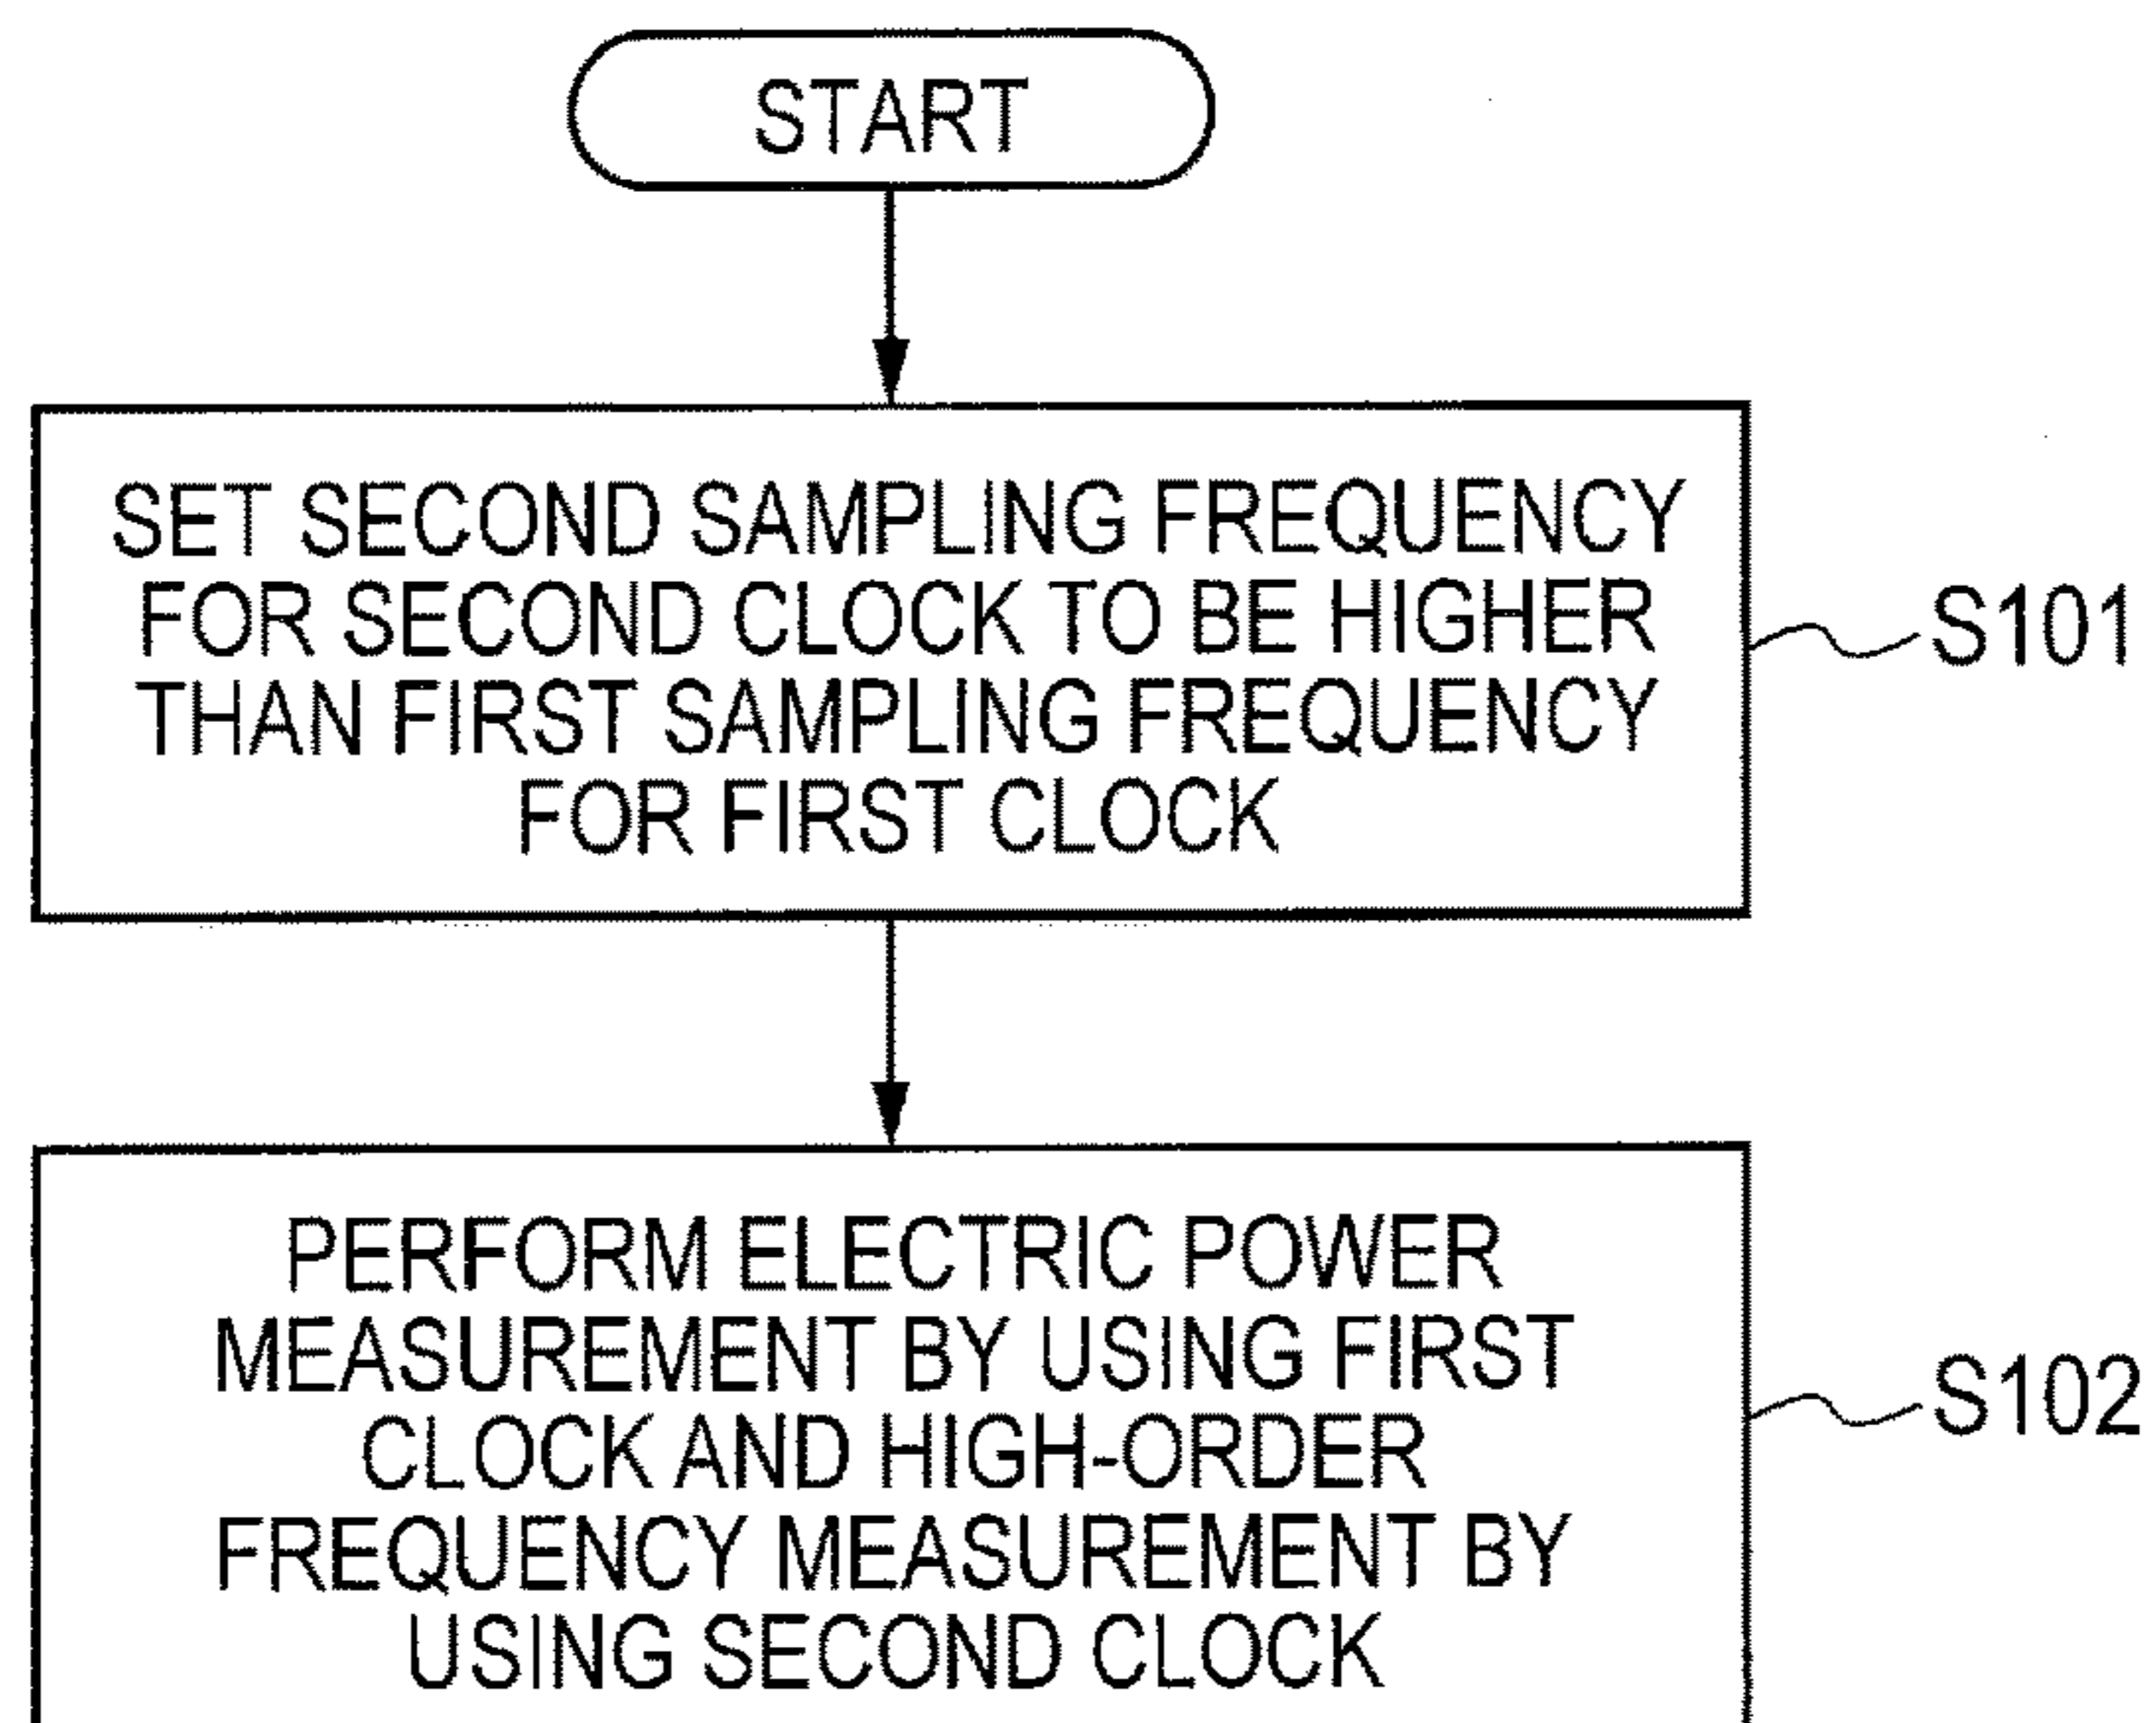 START
SET SECOND SAMPLING FREQUENCY
FOR SECOND CLOCK TO BE HIGHER
THAN FIRST SAMPLING FREQUENCY
FOR FIRST CLOCK
S101
PERFORM ELECTRIC POWER
MEASUREMENT BY USING FIRST
CLOCK AND HIGH-ORDER
FREQUENCY MEASUREMENT BY
USING SECOND CLOCK
S102